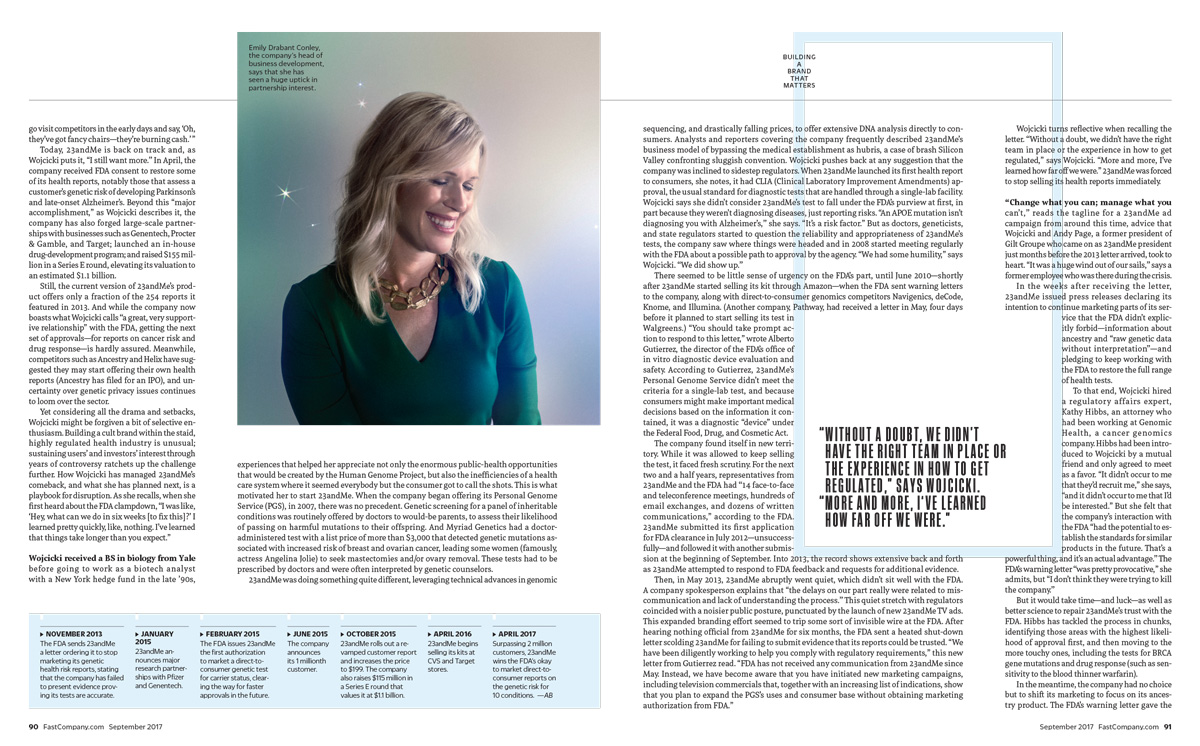 Emily Drabant Conley,
the company's head of
business development,
says that she has
seen a huge uptick in
partnership interest.
go visit competitors in the early days and say, 'Oh,
they've got fancy chairs—they're burning cash.' "
Today, 23andMe is back on track and, as
Wojcicki puts it, "I still want more." In April, the
company received FDA consent to restore some
of its health reports, notably those that assess a
customer's genetic risk of developing Parkinson's
and late-onset Alzheimer's. Beyond this "major
accomplishment," as Wojcicki describes it, the
company has also forged large-scale partner-
ships with businesses such as Genentech, Procter
& Gamble, and Target; launched an in-house
drug-development program; and raised $155 mil-
lion in a Series E round, elevating its valuation to
an estimated $1.1 billion.
Still, the current version of 23andMe's prod-
uct offers only a fraction of the 254 reports it
featured in 2013. And while the company now
boasts what Wojcicki calls "a great, very support-
ive relationship" with the FDA, getting the next
set of approvals—for reports on cancer risk and
drug response—is hardly assured. Meanwhile,
competitors such as Ancestry and Helix have sug-
gested they may start offering their own health
reports (Ancestry has filed for an IPO), and un-
certainty over genetic privacy issues continues
to loom over the sector.
Yet considering all the drama and setbacks,
Wojcicki might be forgiven a bit of selective en-
thusiasm. Building a cult brand within the staid,
highly regulated health industry is unusual;
sustaining users' and investors' interest through
years of controversy ratchets up the challenge
further. How Wojcicki has managed 23andMe's
comeback, and what she has planned next, is a
playbook for disruption. As she recalls, when she
first heard about the FDA clampdown, "I was like,
'Hey, what can we do in six weeks [to fix this]?' I
learned pretty quickly, like, nothing. I've learned
that things take longer than you expect."
Wojcicki received a BS in biology from Yale
before going to work as a biotech analyst
with a New York hedge fund in the late '90s,
experiences that helped her appreciate not only the enormous public-health opportunities
that would be created by the Human Genome Project, but also the inefficiencies of a health
care system where it seemed everybody but the consumer got to call the shots. This is what
motivated her to start 23andMe. When the company began offering its Personal Genome
Service (PGS), in 2007, there was no precedent. Genetic screening for a panel of inheritable
conditions was routinely offered by doctors to would-be parents, to assess their likelihood
of passing on harmful mutations to their offspring. And Myriad Genetics had a doctor-
administered test with a list price of more than $3,000 that detected genetic mutations as-
sociated with increased risk of breast and ovarian cancer, leading some women (famously,
actress Angelina Jolie) to seek mastectomies and/or ovary removal. These tests had to be
prescribed by doctors and were often interpreted by genetic counselors.
23andMe was doing something quite different, leveraging technical advances in genomic
NOVEMBER 2013
The FDA sends 23andMe
a letter ordering it to stop
marketing its genetic
health risk reports, stating
that the company has failed
to present evidence prov-
ing its tests are accurate.
JANUARY
2015
23andMe an-
nounces major
research partner-
ships with Pfizer
and Genentech.
FEBRUARY 2015
The FDA issues 23andMe
the first authorization
to market a direct-to-
consumer genetic test
for carrier status, clear-
ing the way for faster
approvals in the future.
JUNE 2015
The company
announces
its 1 millionth
customer.
OCTOBER 2015
23andMe rolls out a re-
vamped customer report
and increases the price
to $199. The company
also raises $115 million in
a Series E round that
values it at $1.1 billion.
APRIL 2016
23andMe begins
selling its kits at
CVS and Target
stores.
APRIL 2017
Surpassing 2 million
customers, 23andMe
wins the FDA's okay
to market direct-to-
consumer reports on
the genetic risk for
10 conditions. —AB
90 FastCompany.com September 2017
BUILDING
A
BRAND
THAT
MATTERS
sequencing, and drastically falling prices, to offer extensive DNA analysis directly to con-
sumers. Analysts and reporters covering the company frequently described 23andMe's
business model of bypassing the medical establishment as hubris, a case of brash Silicon
Valley confronting sluggish convention. Wojcicki pushes back at any suggestion that the
company was inclined to sidestep regulators. When 23andMe launched its first health report
to consumers, she notes, it had CLIA (Clinical Laboratory Improvement Amendments) ap-
proval, the usual standard for diagnostic tests that are handled through a single-lab facility.
Wojcicki says she didn't consider 23andMe's test to fall under the FDA's purview at first, in
part because they weren't diagnosing diseases, just reporting risks. "An APOE mutation isn't
diagnosing you with Alzheimer's," she says. "It's a risk factor." But as doctors, geneticists,
and state regulators started to question the reliability and appropriateness of 23andMe's
tests, the company saw where things were headed and in 2008 started meeting regularly
with the FDA about a possible path to approval by the agency. "We had some humility," says
Wojcicki. "We did show up."
There seemed to be little sense of urgency on the FDA's part, until June 2010—shortly
after 23andMe started selling its kit through Amazon—when the FDA sent warning letters
to the company, along with direct-to-consumer genomics competitors Navigenics, deCode,
Knome, and Illumina. (Another company, Pathway, had received a letter in May, four days
before it planned to start selling its test in
Walgreens.) "You should take prompt ac-
tion to respond to this letter," wrote Alberto
Gutierrez, the director of the FDA's office of
in vitro diagnostic device evaluation and
safety. According to Gutierrez, 23andMe's
Personal Genome Service didn't meet the
criteria for a single-lab test, and because
consumers might make important medical
decisions based on the information it con-
tained, it was a diagnostic "device" under
the Federal Food, Drug, and Cosmetic Act.
The company found itself in new terri-
tory. While it was allowed to keep selling
the test, it faced fresh scrutiny. For the next
two and a half years, representatives from
23andMe and the FDA had "14 face-to-face
and teleconference meetings, hundreds of
email exchanges, and dozens of written
communications," according to the FDA.
23andMe submitted its first application
for FDA clearance in July 2012—unsuccess-
fully—and followed it with another submis-
sion at the beginning of September. Into 2013, the record shows extensive back and forth
as 23andMe attempted to respond to FDA feedback and requests for additional evidence.
Then, in May 2013, 23andMe abruptly went quiet, which didn't sit well with the FDA.
A company spokesperson explains that "the delays on our part really were related to mis-
communication and lack of understanding of the process." This quiet stretch with regulators
coincided with a noisier public posture, punctuated by the launch of new 23andMe TV ads.
This expanded branding effort seemed to trip some sort of invisible wire at the FDA. After
hearing nothing official from 23andMe for six months, the FDA sent a heated shut-down
letter scolding 23andMe for failing to submit evidence that its reports could be trusted. "We
have been diligently working to help you comply with regulatory requirements," this new
letter from Gutierrez read. "FDA has not received any communication from 23andMe since
May. Instead, we have become aware that you have initiated new marketing campaigns,
including television commercials that, together with an increasing list of indications, show
that you plan to expand the PGS's uses and consumer base without obtaining marketing
authorization from FDA."
"WITHOUT A DOUBT, WE DIDN'T
HAVE THE RIGHT TEAM IN PLACE OR
THE EXPERIENCE IN HOW TO GET
REGULATED," SAYS WOJCICKI.
"MORE AND MORE, I'VE LEARNED
HOW FAR OFF WE WERE."
Wojcicki turns reflective when recalling the
letter. "Without a doubt, we didn't have the right
team in place or the experience in how to get
regulated," says Wojcicki. "More and more, I've
learned how far off we were." 23andMe was forced
to stop selling its health reports immediately.
"Change what you can; manage what you
can't," reads the tagline for a 23andMe ad
campaign from around this time, advice that
Wojcicki and Andy Page, a former president of
Gilt Groupe who came on as 23andMe president
just months before the 2013 letter arrived, took to
heart. "It was a huge wind out of our sails," says a
former employee who was there during the crisis.
In the weeks after receiving the letter,
23andMe issued press releases declaring its
intention to continue marketing parts of its ser-
vice that the FDA didn't explic-
itly forbid—information about
ancestry and "raw genetic data
without interpretation"—and
pledging to keep working with
the FDA to restore the full range
of health tests.
To that end, Wojcicki hired
a regulatory affairs expert,
Kathy Hibbs, an attorney who
had been working at Genomic
Health, a cancer genomics
company. Hibbs had been intro-
duced to Wojcicki by a mutual
friend and only agreed to meet
as a favor. "It didn't occur to me
that they'd recruit me," she says,
"and it didn't occur to me that I'd
be interested." But she felt that
the company's interaction with
the FDA "had the potential to es-
tablish the standards for similar
products in the future. That's a
powerful thing, and it's an actual advantage." The
FDA's warning letter "was pretty provocative," she
admits, but "I don't think they were trying to kill
the company."
But it would take time—and luck—as well as
better science to repair 23andMe's trust with the
FDA. Hibbs has tackled the process in chunks,
identifying those areas with the highest likeli-
hood of approval first, and then moving to the
more touchy ones, including the tests for BRCA
gene mutations and drug response (such as sen-
sitivity to the blood thinner warfarin).
In the meantime, the company had no choice
but to shift its marketing to focus on its ances-
try product. The FDA's warning letter gave the
September 2017 FastCompany.com 91